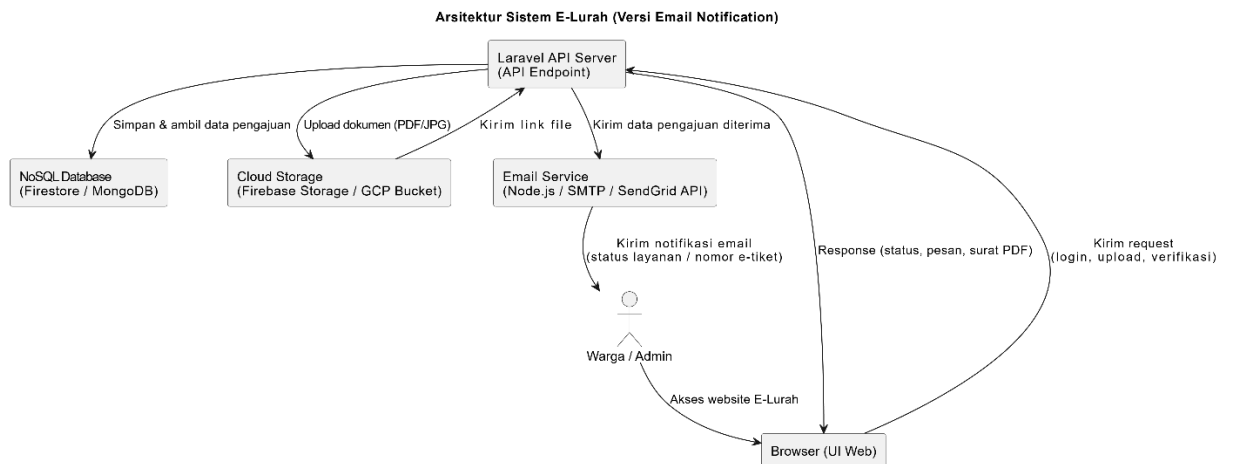 Arsitektur Sistem E-Lurah (Versi Email Notification)
Laravel API Server
(API Endpoint)
Simpan & ambil data pengajuan
Upload dokumen (PDF/JPG)
Kirim link file
Kirim data pengajuan diterima
NoSQL Database
(Firestore / MongoDB)
Cloud Storage
(Firebase Storage / GCP Bucket)
Email Service
(Node.js / SMTP / SendGrid API)
Kirim notifikasi email
(status layanan / nomor e-tiket)
Response (status, pesan, surat PDF)
Kirim request
(login, upload, verifikasi)
Warga / Admin
Akses website E-Lurah
Browser (UI Web)